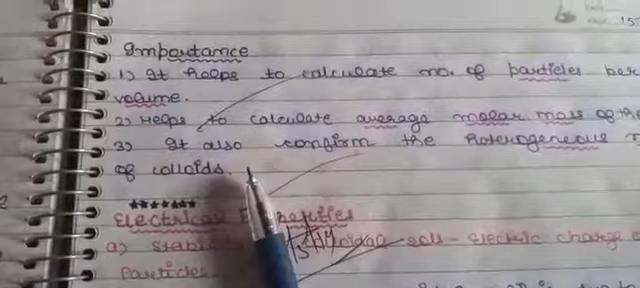 Importance
1) It helps to calculate no. of particles per
volume.
2) Helps to calculate average molar mass of the
3) It also confirm the heterogeneous
of colloids.
★★★★★★★
Electrical
a) sols - electric charge
Particles